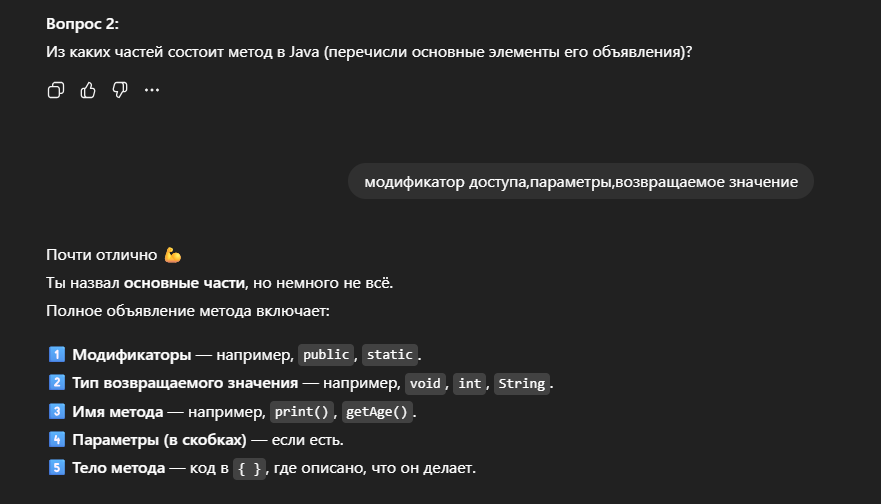 Вопрос 2:
Из каких частей состоит метод в Java (перечисли основные элементы его объявления)?
модификатор доступа,параметры,возвращаемое значение
Почти отлично 💪
Ты назвал основные части, но немного не всё.
Полное объявление метода включает:
1️⃣ Модификаторы — например, public, static.
2️⃣ Тип возвращаемого значения — например, void, int, String.
3️⃣ Имя метода — например, print(), getAge().
4️⃣ Параметры (в скобках) — если есть.
5️⃣ Тело метода — код в { }, где описано, что он делает.